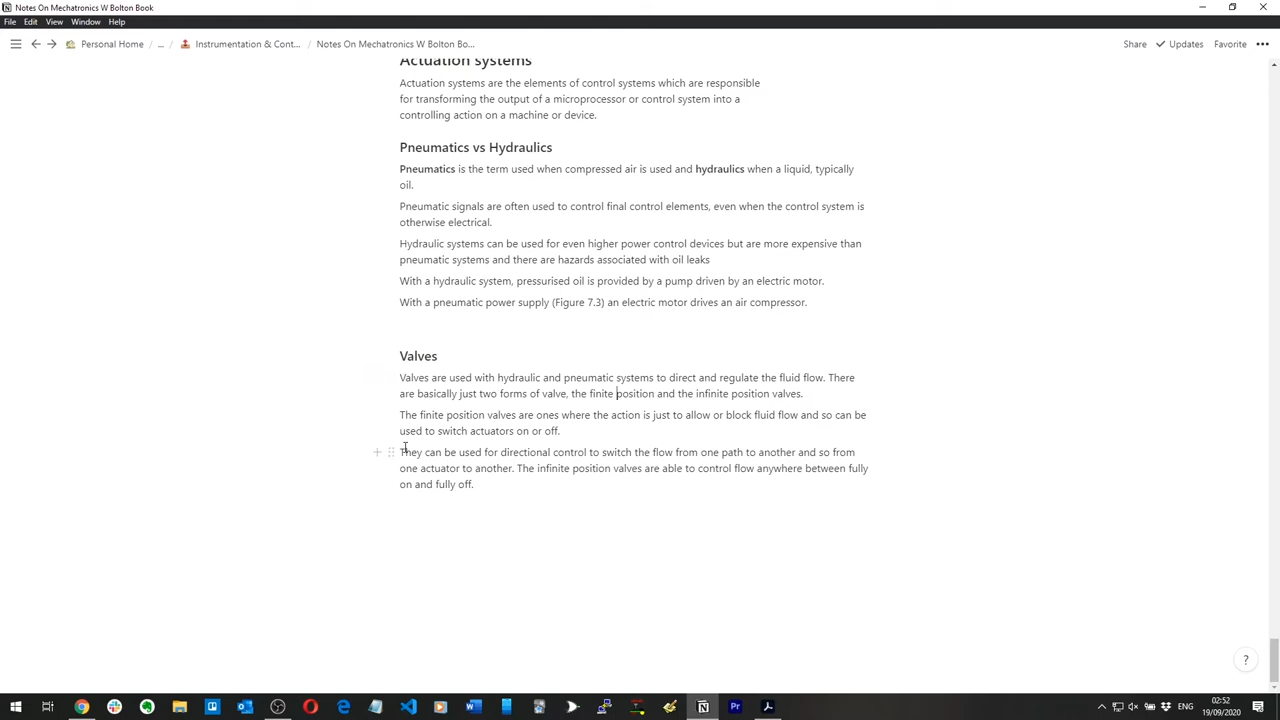 Notes On Mechatronics W Bolton Book
File Edit View Window Help
Personal Home / ... / Instrumentation & Cont... / Notes On Mechatronics W Bolton Bo...
Share Updates Favorite
Actuation systems
Actuation systems are the elements of control systems which are responsible
for transforming the output of a microprocessor or control system into a
controlling action on a machine or device.
Pneumatics vs Hydraulics
Pneumatics is the term used when compressed air is used and hydraulics when a liquid, typically
oil.
Pneumatic signals are often used to control final control elements, even when the control system is
otherwise electrical.
Hydraulic systems can be used for even higher power control devices but are more expensive than
pneumatic systems and there are hazards associated with oil leaks
With a hydraulic system, pressurised oil is provided by a pump driven by an electric motor.
With a pneumatic power supply (Figure 7.3) an electric motor drives an air compressor.
Valves
Valves are used with hydraulic and pneumatic systems to direct and regulate the fluid flow. There
are basically just two forms of valve, the finite position and the infinite position valves.
The finite position valves are ones where the action is just to allow or block fluid flow and so can be
used to switch actuators on or off.
They can be used for directional control to switch the flow from one path to another and so from
one actuator to another. The infinite position valves are able to control flow anywhere between fully
on and fully off.
?
ENG
02:52
19/09/2020